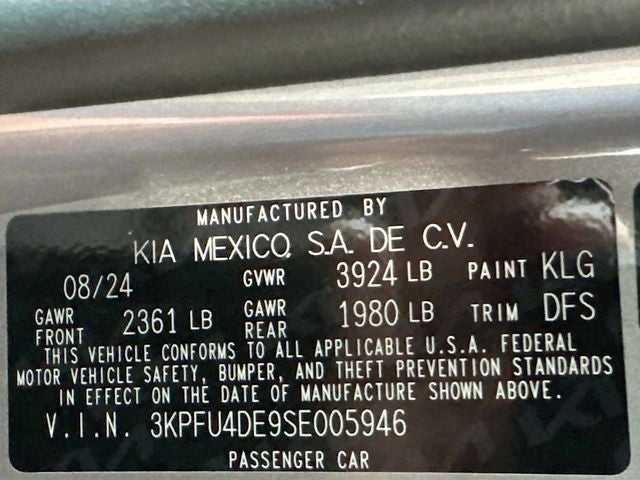 MANUFACTURED BY
KIA MEXICO, S.A. DE C.V.
08/24 GVWR 3924 LB PAINT KLG
GAWR FRONT 2361 LB GAWR REAR 1980 LB TRIM DFS
THIS VEHICLE CONFORMS TO ALL APPLICABLE U.S.A. FEDERAL
MOTOR VEHICLE SAFETY, BUMPER, AND THEFT PREVENTION STANDARDS
IN EFFECT ON THE DATE OF MANUFACTURE SHOWN ABOVE.
V.I.N. 3KPFU4DE9SE005946
PASSENGER CAR